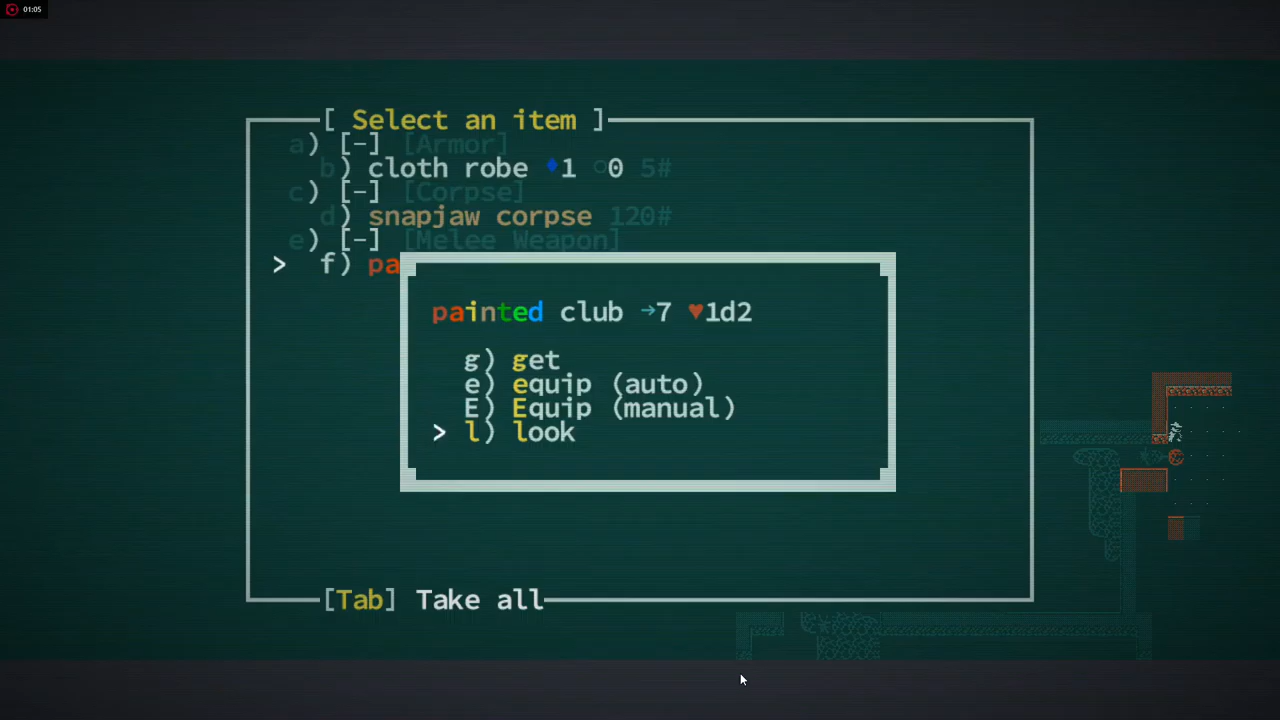 01:05
[ Select an item ]
a) [-] [Armor]
b) cloth robe ♦1 ○0 5#
c) [-] [Corpse]
d) snapjaw corpse 120#
e) [-] [Melee Weapon]
> f) pa
painted club →7 ♥1d2
g) get
e) equip (auto)
E) Equip (manual)
> l) look
[Tab] Take all